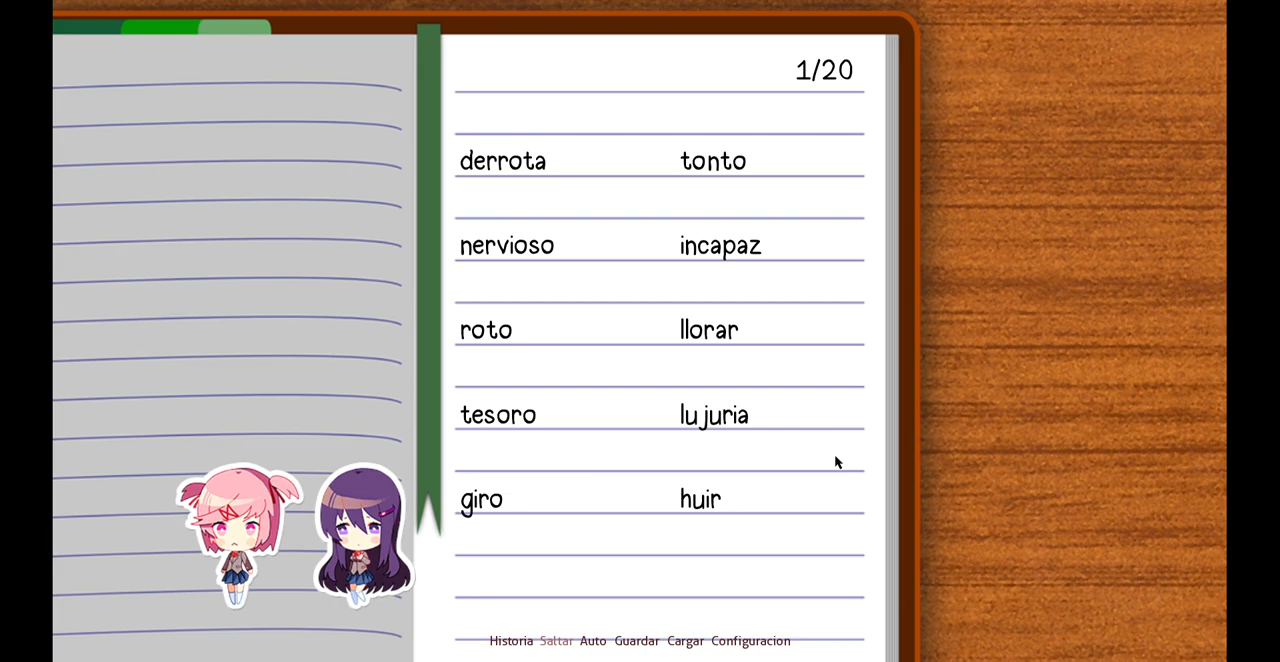 1/20
derrota tonto
nervioso incapaz
roto llorar
tesoro lujuria
giro huir
Historia Saltar Auto Guardar Cargar Configuracion